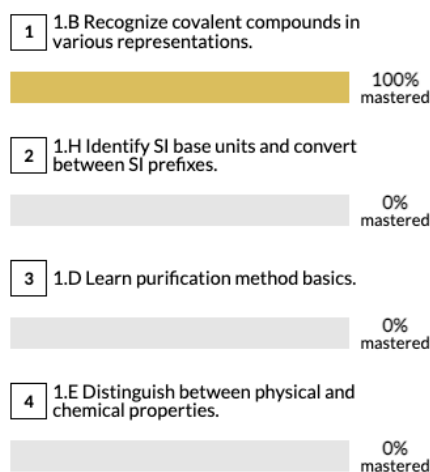 1
1.B Recognize covalent compounds in
various representations.
100%
mastered
2
1.H Identify SI base units and convert
between SI prefixes.
0%
mastered
3
1.D Learn purification method basics.
0%
mastered
4
1.E Distinguish between physical and
chemical properties.
0%
mastered